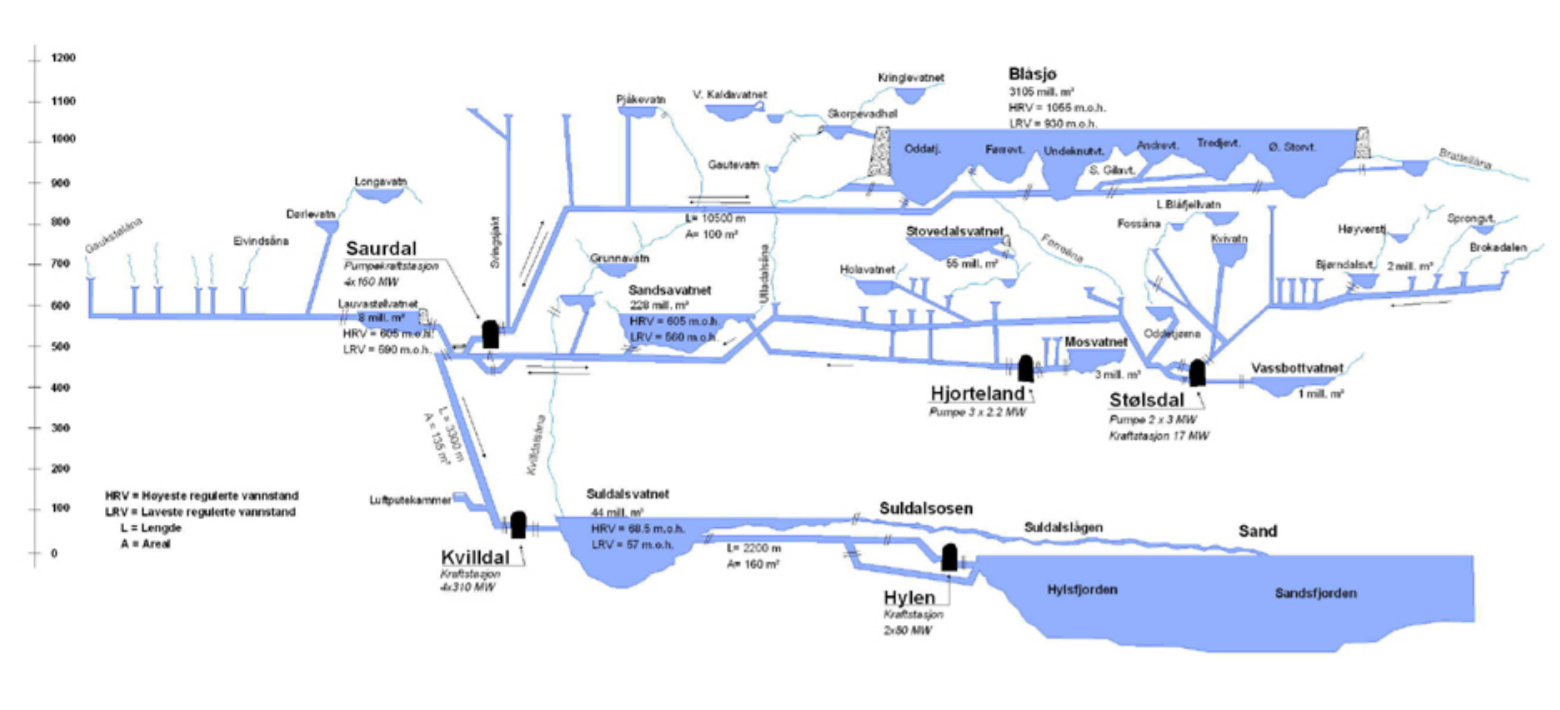 1200
1100
1000
900
800
700
600
500
400
300
200
100
0
Gaukstøåna
Dørlevatn
Longavatn
Eivindsåna
Saurdal
Pumpekraftstasjon
4x160 MW
Lauvastølvatnet
8 mill. m³
HRV = 605 m.o.h.
LRV = 590 m.o.h.
Svingsjakt
Pjåkevatn
V. Kaldavatnet
Kringlevatnet
Skorpevadhøl
Gautevatn
L= 10500 m
A= 100 m²
Ulladalsåna
Grunnavatn
Sandsavatnet
228 mill. m³
HRV = 605 m.o.h.
LRV = 560 m.o.h.
Blåsjø
3105 mill. m³
HRV = 1055 m.o.h.
LRV = 930 m.o.h.
Oddatj.
Førrevt.
Undeknutvt.
S. Gilavt.
Andrevt.
Tredjevt.
Ø. Storvt.
Bratteliåna
Stovedalsvatnet
55 mill. m³
Holavatnet
Førreåna
L Blåfjellvatn
Fossåna
Kvivatn
Høyverstj.
Sprongvt.
Brokadalen
Bjørndalsvt.
2 mill. m³
Oddetjørna
Mosvatnet
3 mill. m³
Hjorteland
Pumpe 3 x 2.2 MW
Stølsdal
Pumpe 2 x 3 MW
Kraftstasjon 17 MW
Vassbottvatnet
1 mill. m³
L = 3300 m
A = 135 m²
Kvilldalsåna
HRV = Høyeste regulerte vannstand
LRV = Laveste regulerte vannstand
L = Lengde
A = Areal
Luftputekammer
Kvilldal
Kraftstasjon
4x310 MW
Suldalsvatnet
44 mill. m³
HRV = 68.5 m.o.h.
LRV = 57 m.o.h.
L= 2200 m
A= 160 m²
Suldalsosen
Suldalslågen
Sand
Hylen
Kraftstasjon
2x80 MW
Hylsfjorden
Sandsfjorden